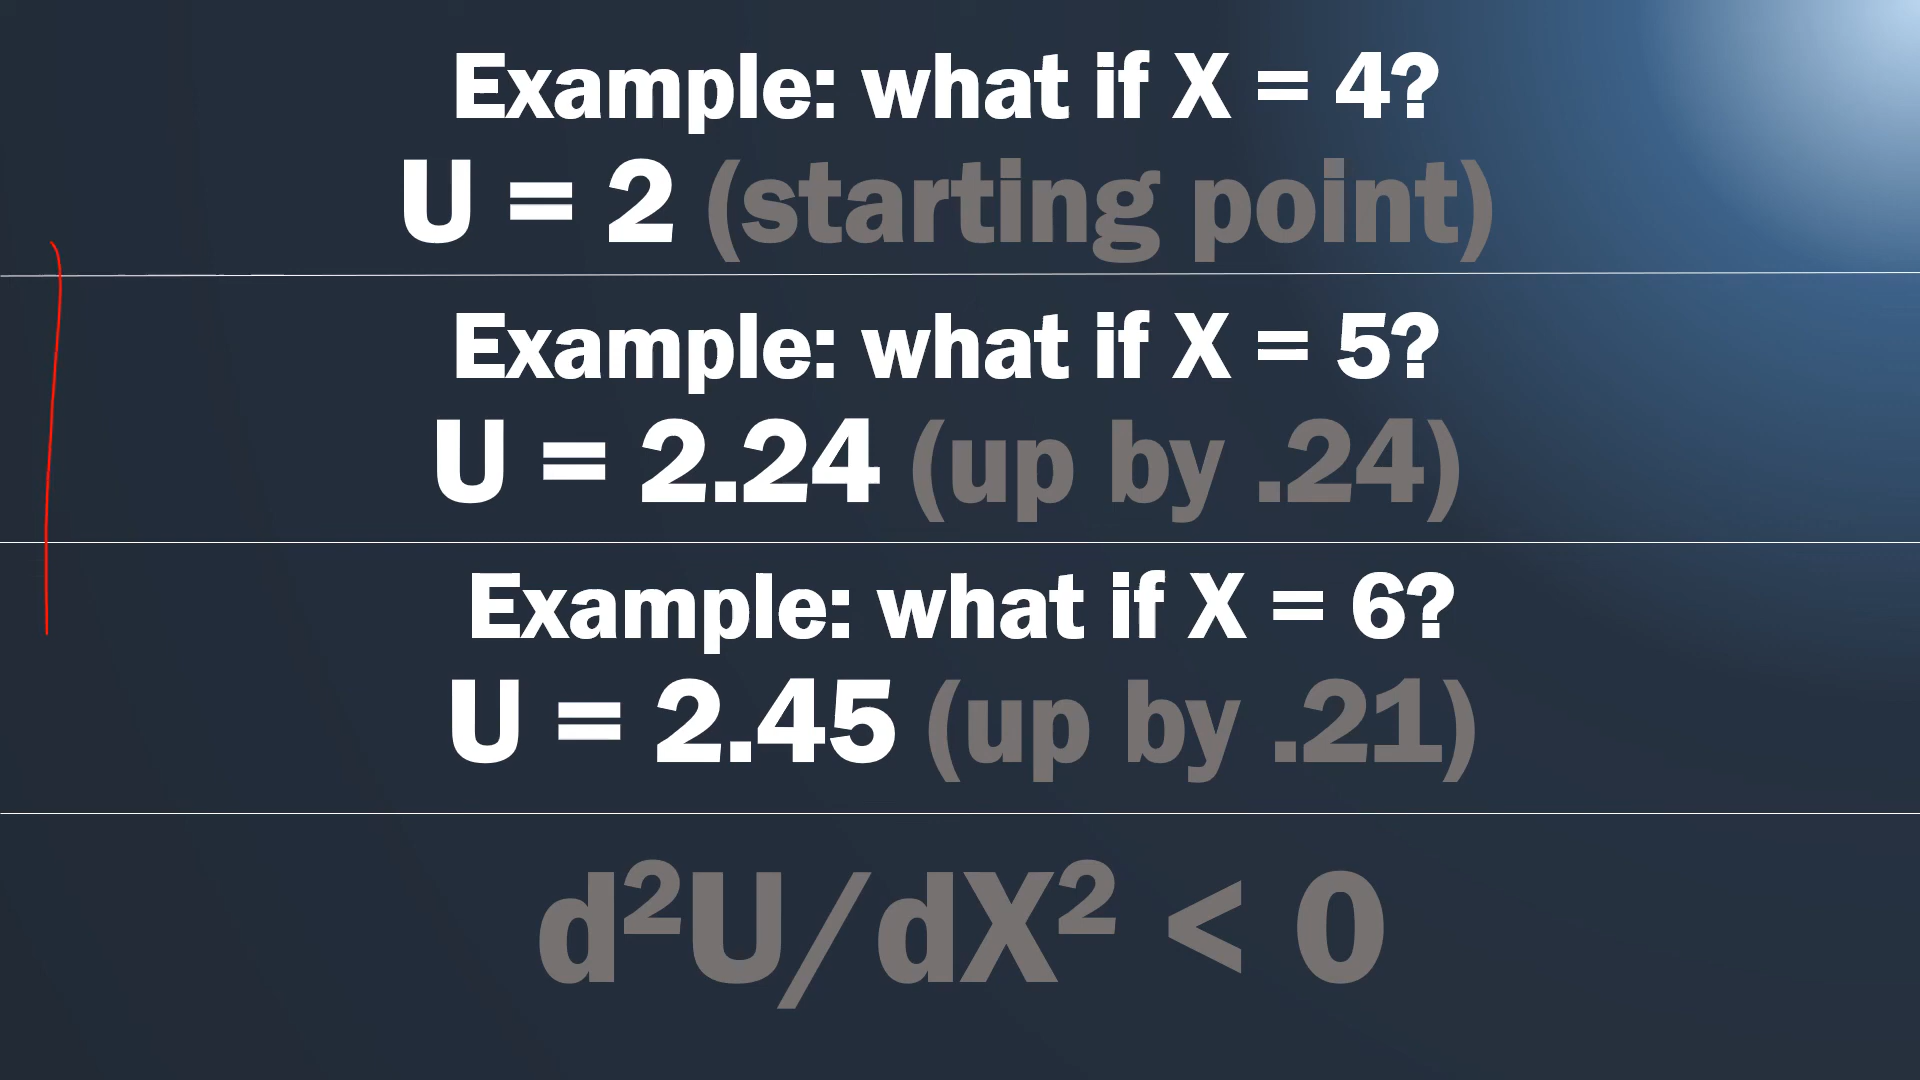 Example: what if X = 4?
U = 2 (starting point)
Example: what if X = 5?
U = 2.24 (up by .24)
Example: what if X = 6?
U = 2.45 (up by .21)
d²U/dX² < 0